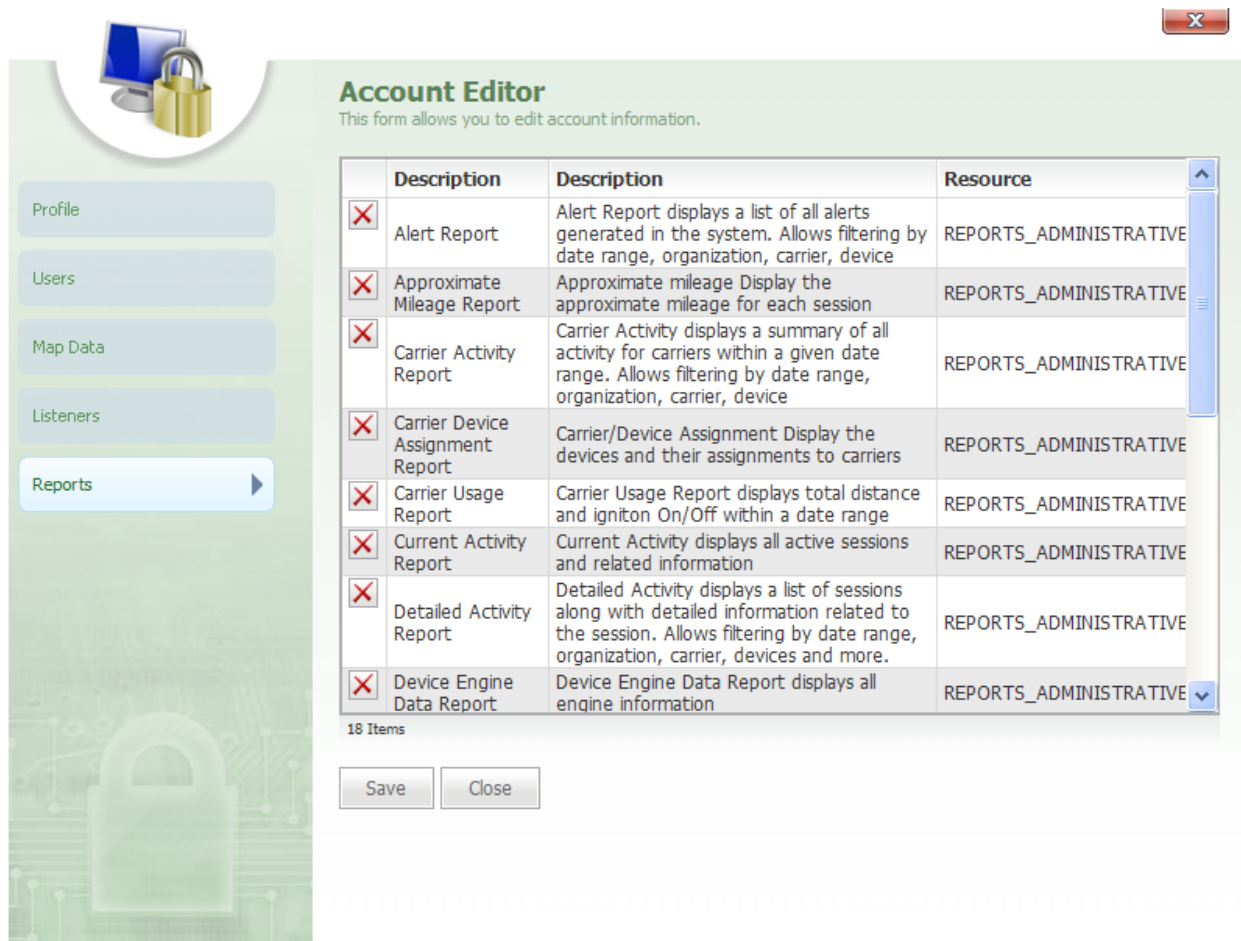 X
Account Editor
This form allows you to edit account information.
Profile
Users
Map Data
Listeners
Reports
Description Description Resource
Alert Report
Alert Report displays a list of all alerts
generated in the system. Allows filtering by
date range, organization, carrier, device
REPORTS_ADMINISTRATIVE
Approximate
Mileage Report
Approximate mileage Display the
approximate mileage for each session
REPORTS_ADMINISTRATIVE
Carrier Activity
Report
Carrier Activity displays a summary of all
activity for carriers within a given date
range. Allows filtering by date range,
organization, carrier, device
REPORTS_ADMINISTRATIVE
Carrier Device
Assignment
Report
Carrier/Device Assignment Display the
devices and their assignments to carriers
REPORTS_ADMINISTRATIVE
Carrier Usage
Report
Carrier Usage Report displays total distance
and igniton On/Off within a date range
REPORTS_ADMINISTRATIVE
Current Activity
Report
Current Activity displays all active sessions
and related information
REPORTS_ADMINISTRATIVE
Detailed Activity
Report
Detailed Activity displays a list of sessions
along with detailed information related to
the session. Allows filtering by date range,
organization, carrier, devices and more.
REPORTS_ADMINISTRATIVE
Device Engine
Data Report
Device Engine Data Report displays all
engine information
REPORTS_ADMINISTRATIVE
18 Items
Save Close